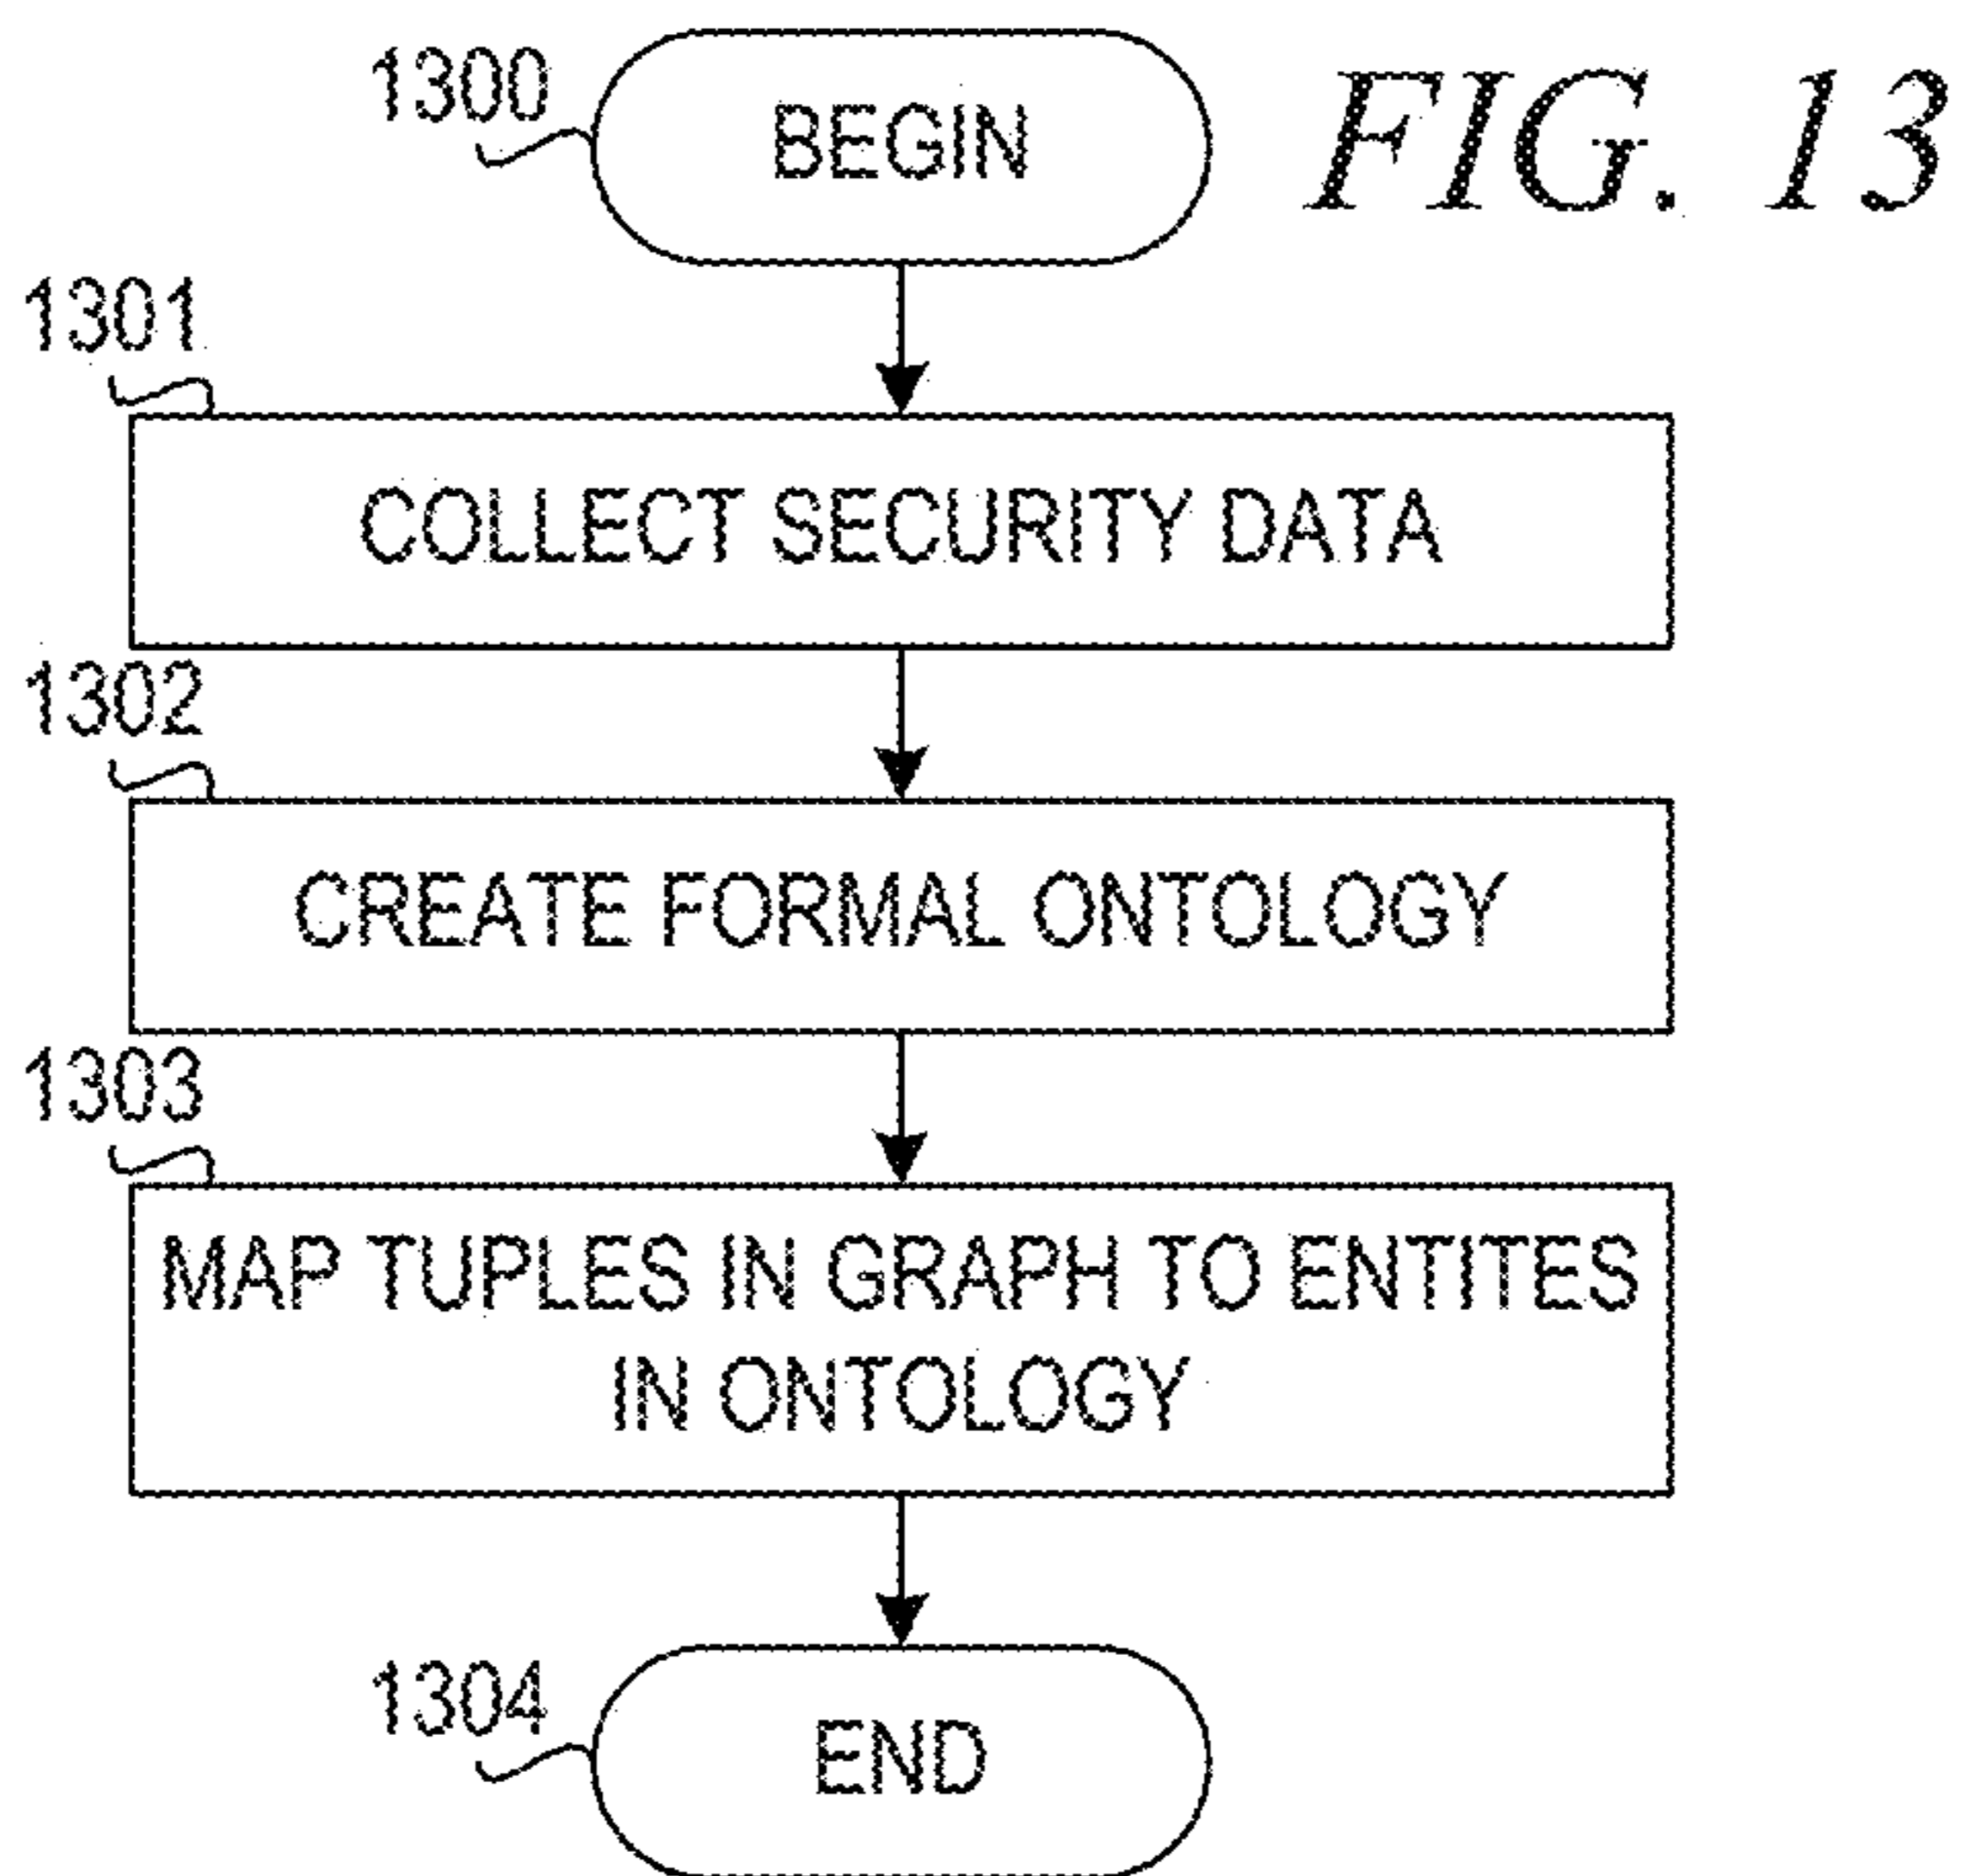 1300
BEGIN
FIG. 13
1301
COLLECT SECURITY DATA
1302
CREATE FORMAL ONTOLOGY
1303
MAP TUPLES IN GRAPH TO ENTITES
IN ONTOLOGY
1304
END